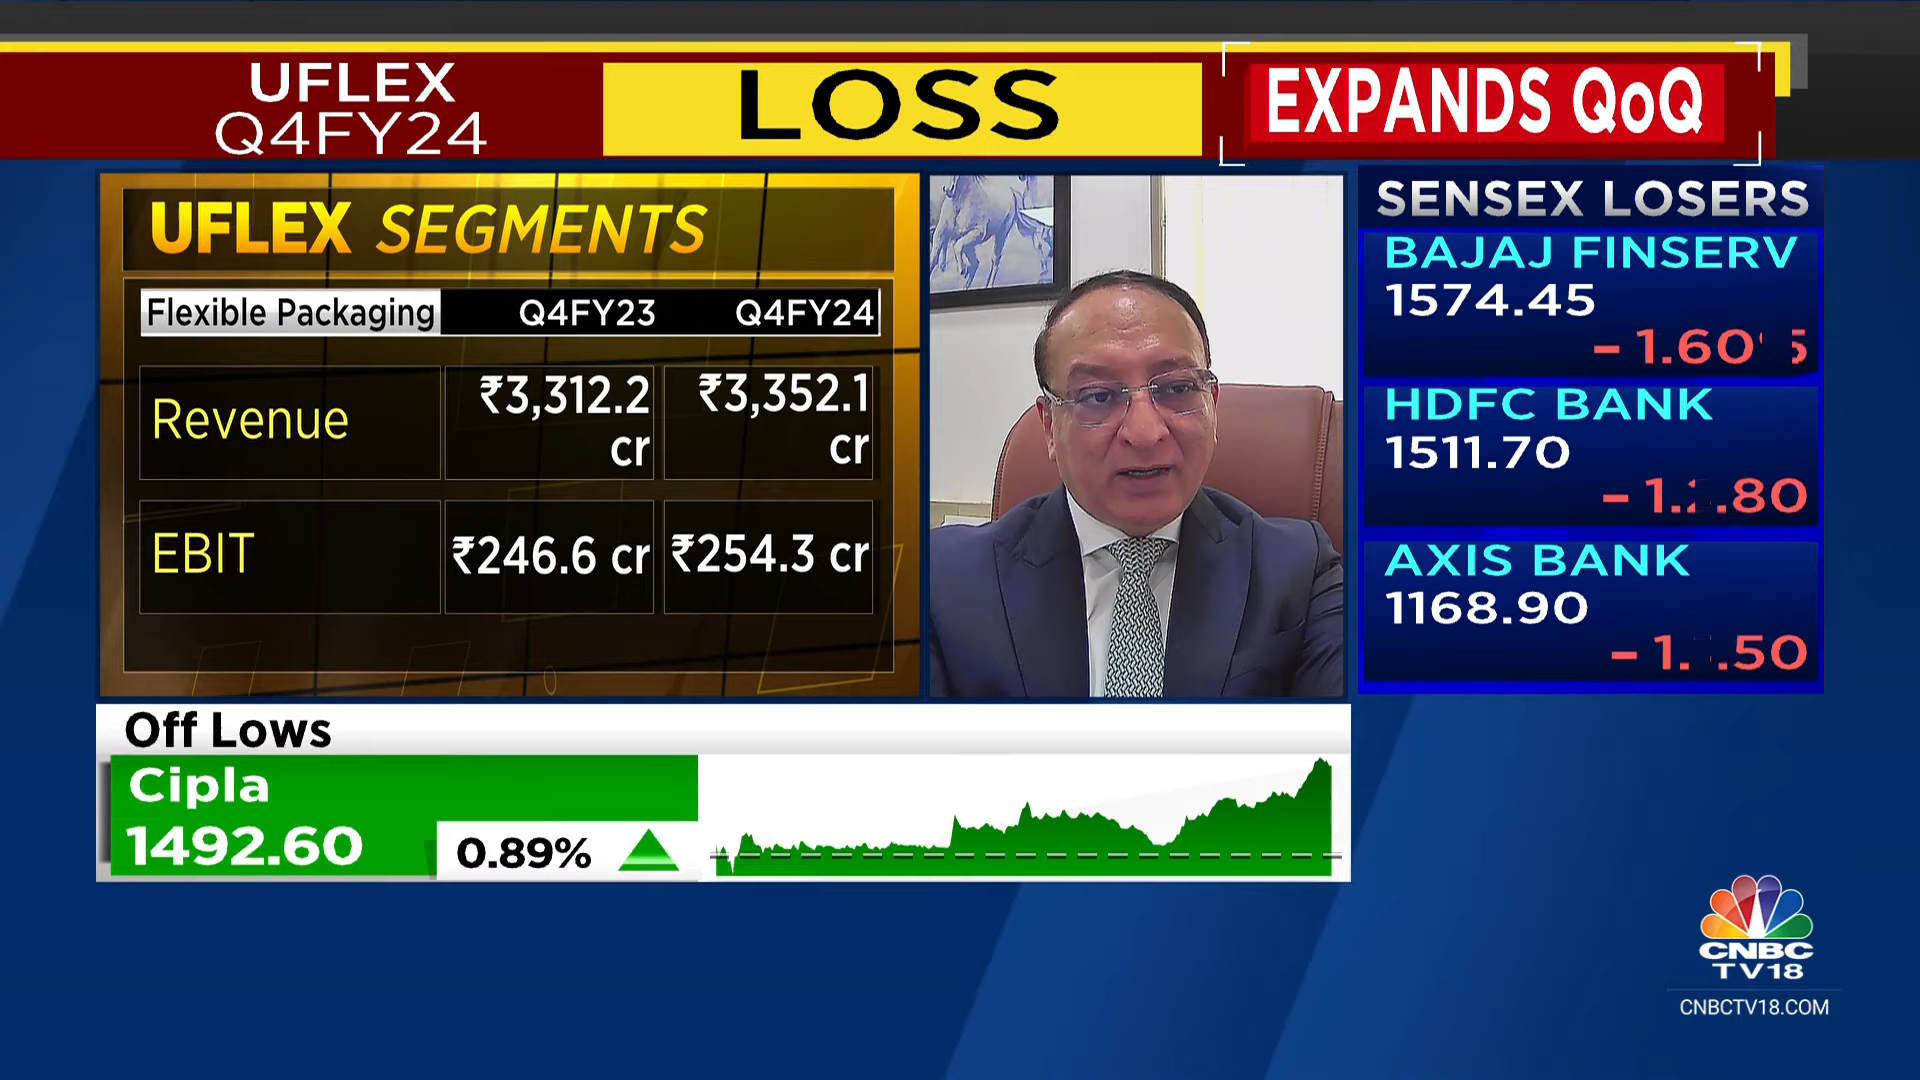 UFLEX
Q4FY24
LOSS
EXPANDS QoQ
UFLEX SEGMENTS
Flexible Packaging Q4FY23 Q4FY24
Revenue ₹3,312.2 cr ₹3,352.1 cr
EBIT ₹246.6 cr ₹254.3 cr
SENSEX LOSERS
BAJAJ FINSERV
1574.45
HDFC BANK
1511.70
AXIS BANK
1168.90
Off Lows
Cipla
1492.60
0.89%
CNBC
TV18
CNBCTV18.COM